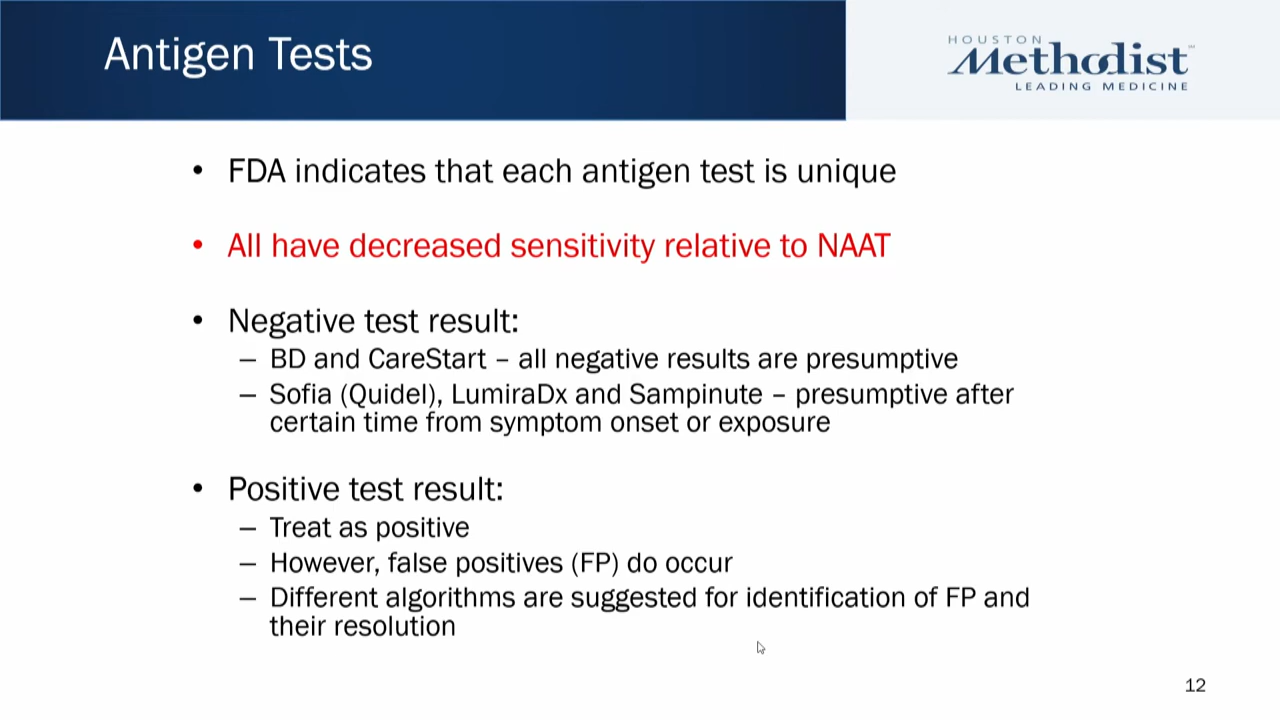 Antigen Tests
HOUSTON
Methodist℠
LEADING MEDICINE
• FDA indicates that each antigen test is unique
• All have decreased sensitivity relative to NAAT
• Negative test result:
– BD and CareStart – all negative results are presumptive
– Sofia (Quidel), LumiraDx and Sampinute – presumptive after
certain time from symptom onset or exposure
• Positive test result:
– Treat as positive
– However, false positives (FP) do occur
– Different algorithms are suggested for identification of FP and
their resolution
12